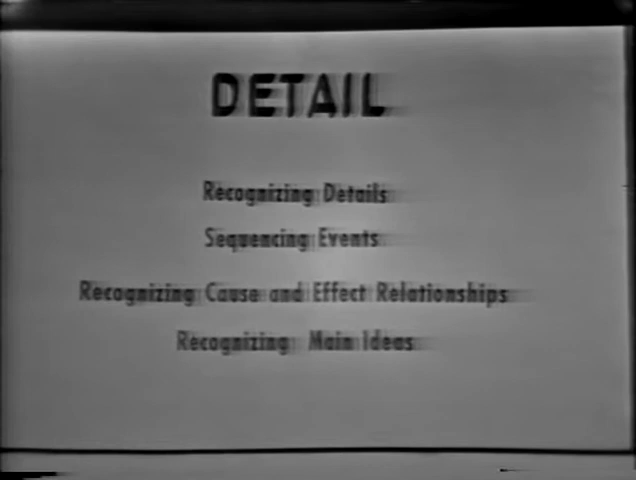 DETAIL
Recognizing Details
Sequencing Events
Recognizing Cause and Effect Relationships
Recognizing Main Ideas